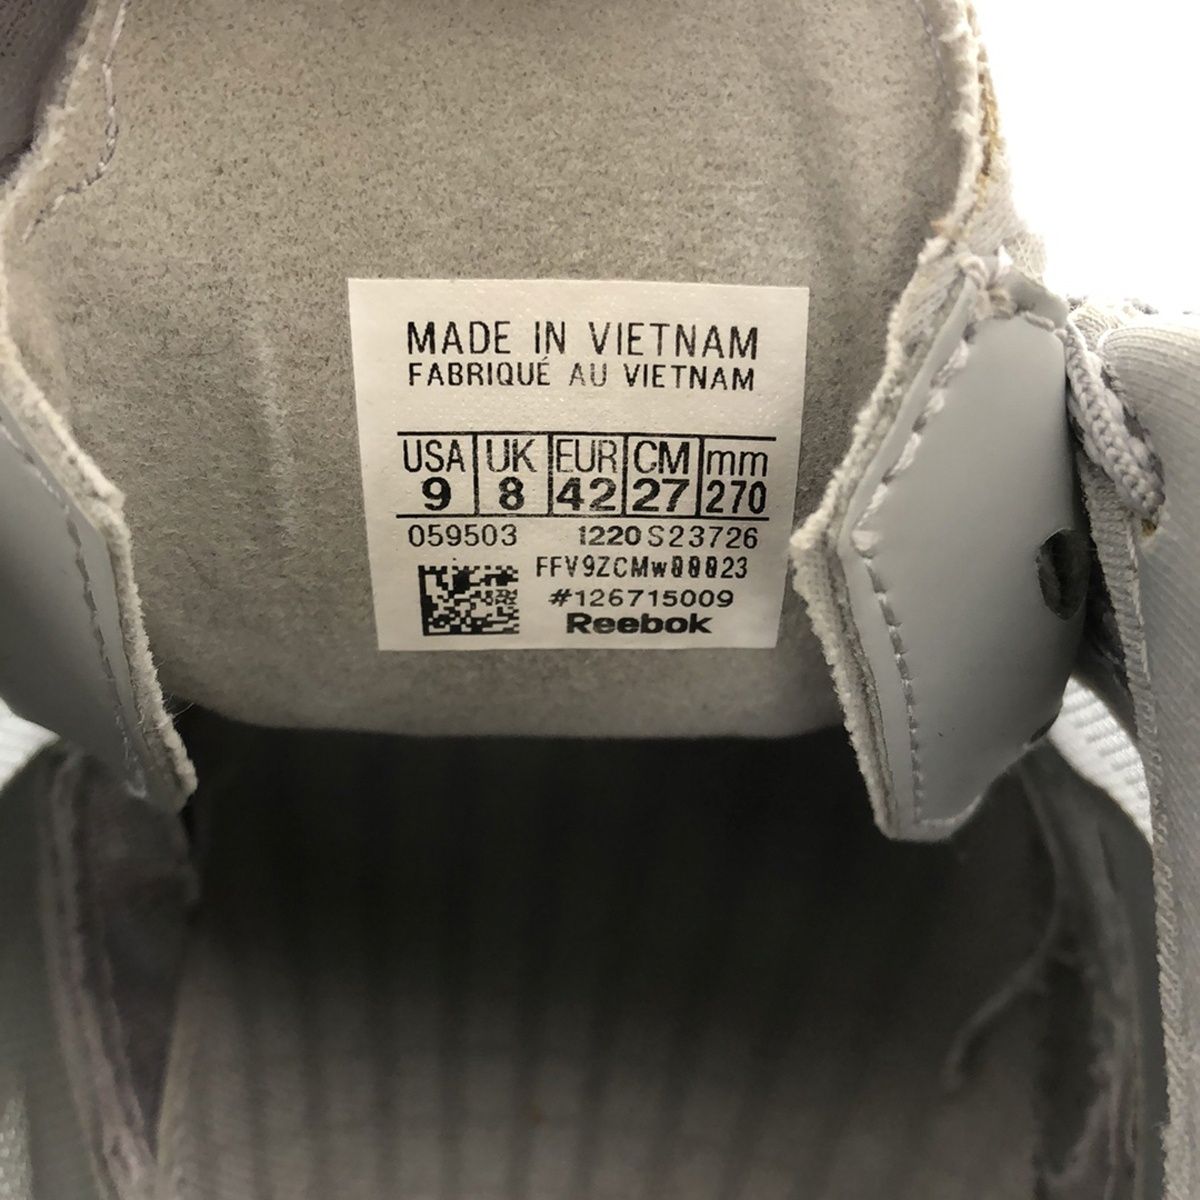 MADE IN VIETNAM
FABRIQUÉ AU VIETNAM
USA UK EUR CM mm
9 8 42 27 270
059503 1220 S23726
#126715009
Reebok